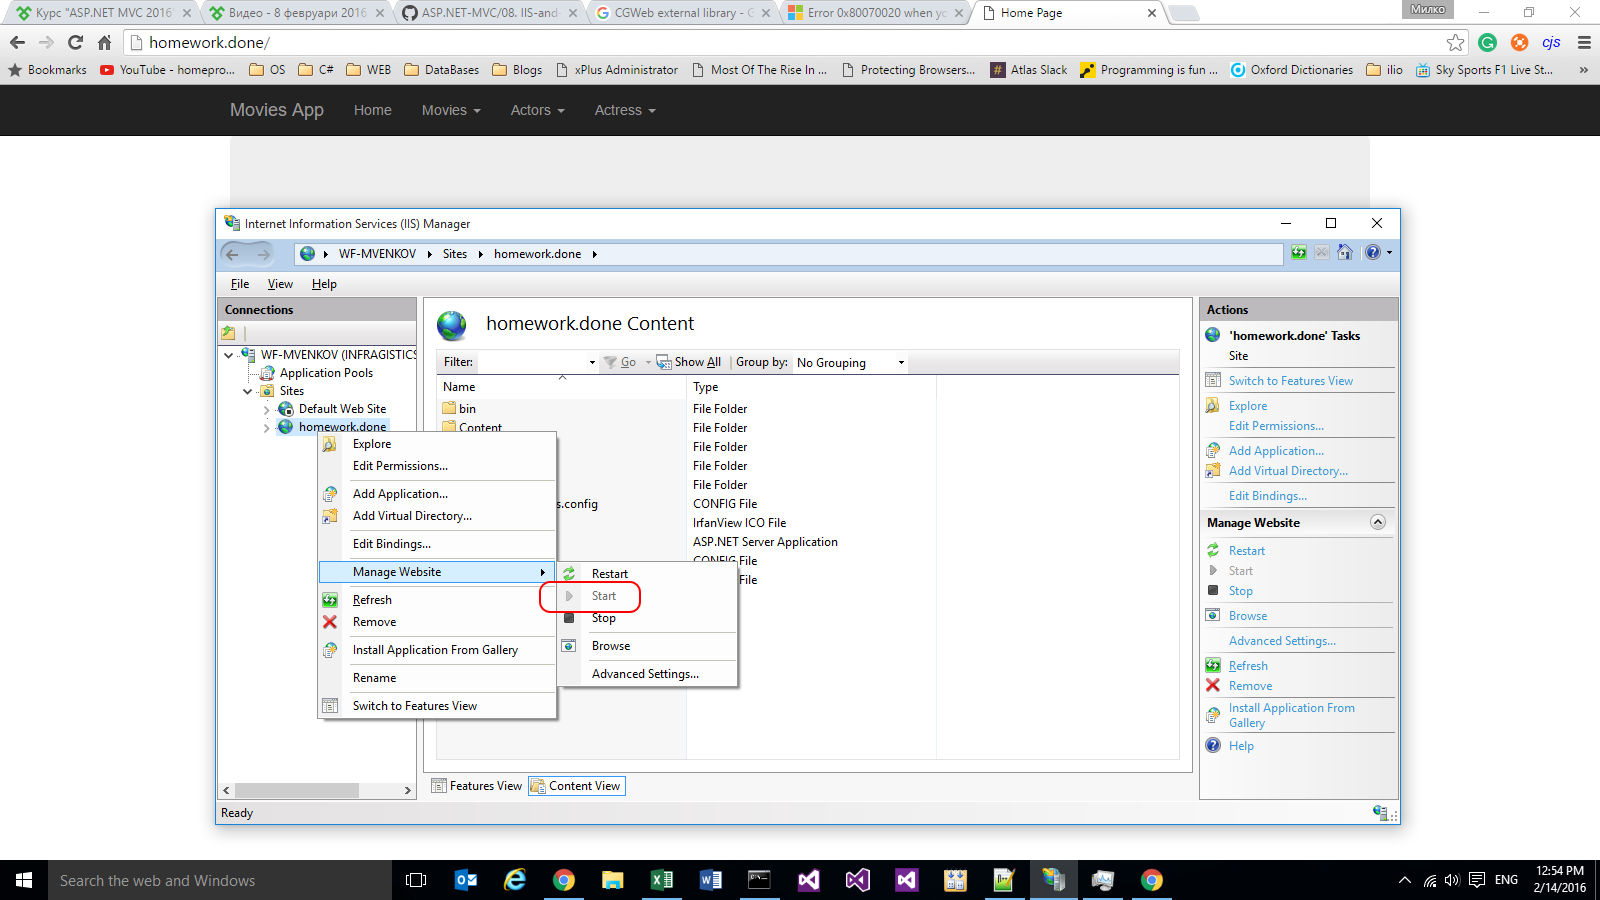 Курс "ASP.NET MVC 2016"
Видео - 8 февруари 2016
ASP.NET-MVC/08. IIS-and-
CGWeb external library - G
Error 0x80070020 when yo
Home Page
Милко
homework.done/
cjs
Bookmarks
YouTube - homepro...
OS
C#
WEB
DataBases
Blogs
xPlus Administrator
Most Of The Rise In ...
Protecting Browsers...
Atlas Slack
Programming is fun ...
Oxford Dictionaries
ilio
Sky Sports F1 Live St...
»
Movies App
Home
Movies
Actors
Actress
Internet Information Services (IIS) Manager
WF-MVENKOV
Sites
homework.done
File
View
Help
Connections
WF-MVENKOV (INFRAGISTICS
Application Pools
Sites
Default Web Site
homework.done
Explore
Edit Permissions...
Add Application...
Add Virtual Directory...
Edit Bindings...
Manage Website
Refresh
Remove
Install Application From Gallery
Rename
Switch to Features View
Restart
Start
Stop
Browse
Advanced Settings...
homework.done Content
Filter:
Go
Show All
Group by:
No Grouping
Name
Type
bin
File Folder
Content
File Folder
File Folder
File Folder
File Folder
s.config
CONFIG File
IrfanView ICO File
ASP.NET Server Application
CONFIG File
File
Features View
Content View
Actions
'homework.done' Tasks
Site
Switch to Features View
Explore
Edit Permissions...
Add Application...
Add Virtual Directory...
Edit Bindings...
Manage Website
Restart
Start
Stop
Browse
Advanced Settings...
Refresh
Remove
Install Application From
Gallery
Help
Ready
Search the web and Windows
ENG
12:54 PM
2/14/2016